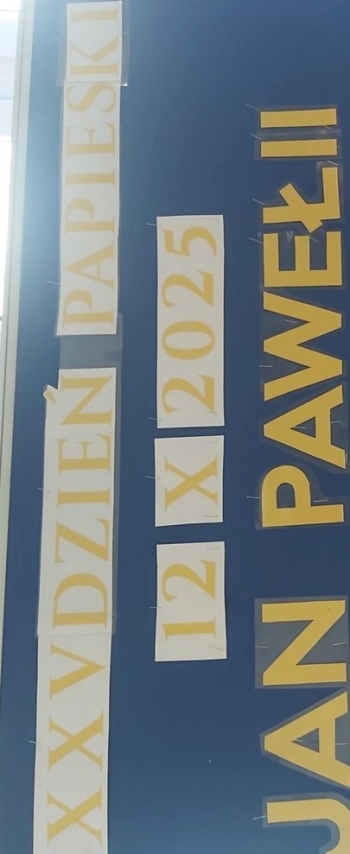 XXV DZIEŃ PAPIESKI
12 X 2025
JAN PAWEŁ II